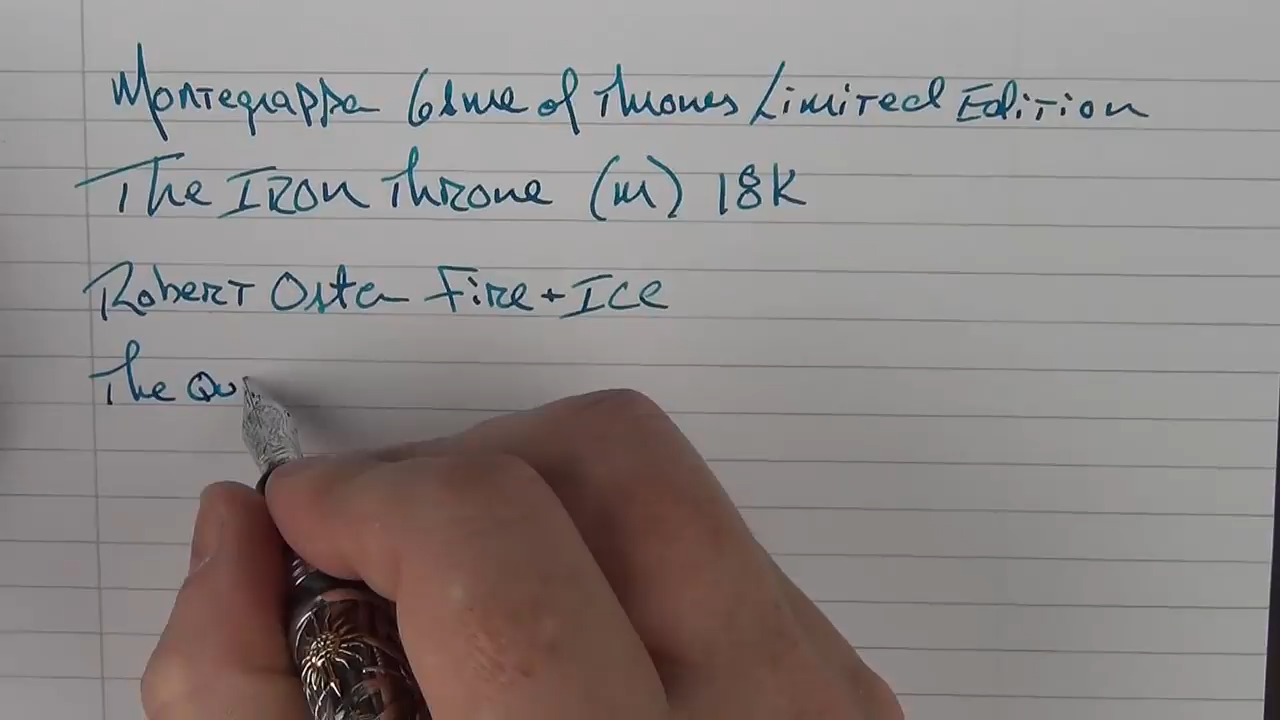 Montegrappa Game of Thrones Limited Edition
The Iron Throne (M) 18K
Robert Oster Fire + Ice
The Qu